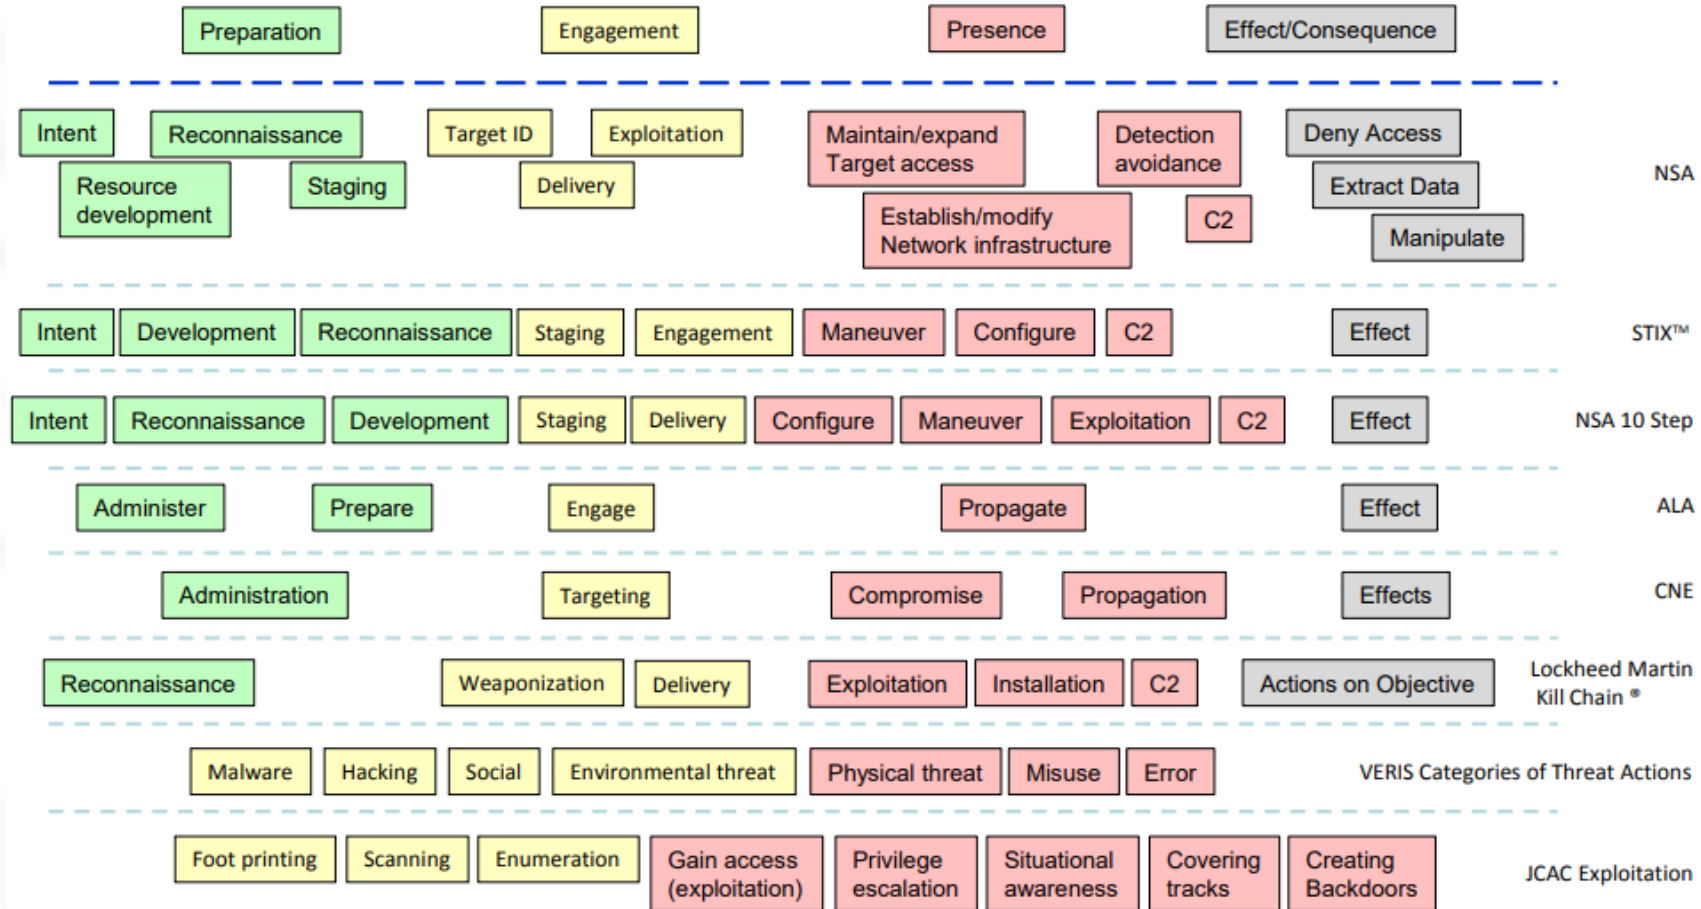 Preparation
Engagement
Presence
Effect/Consequence
Intent
Reconnaissance
Target ID
Exploitation
Maintain/expand
Target access
Detection
avoidance
Deny Access
Resource
development
Staging
Delivery
Extract Data
NSA
Establish/modify
Network infrastructure
C2
Manipulate
Intent
Development
Reconnaissance
Staging
Engagement
Maneuver
Configure
C2
Effect
STIX™
Intent
Reconnaissance
Development
Staging
Delivery
Configure
Maneuver
Exploitation
C2
Effect
NSA 10 Step
Administer
Prepare
Engage
Propagate
Effect
ALA
Administration
Targeting
Compromise
Propagation
Effects
CNE
Reconnaissance
Weaponization
Delivery
Exploitation
Installation
C2
Actions on Objective
Lockheed Martin
Kill Chain ®
Malware
Hacking
Social
Environmental threat
Physical threat
Misuse
Error
VERIS Categories of Threat Actions
Foot printing
Scanning
Enumeration
Gain access
(exploitation)
Privilege
escalation
Situational
awareness
Covering
tracks
Creating
Backdoors
JCAC Exploitation